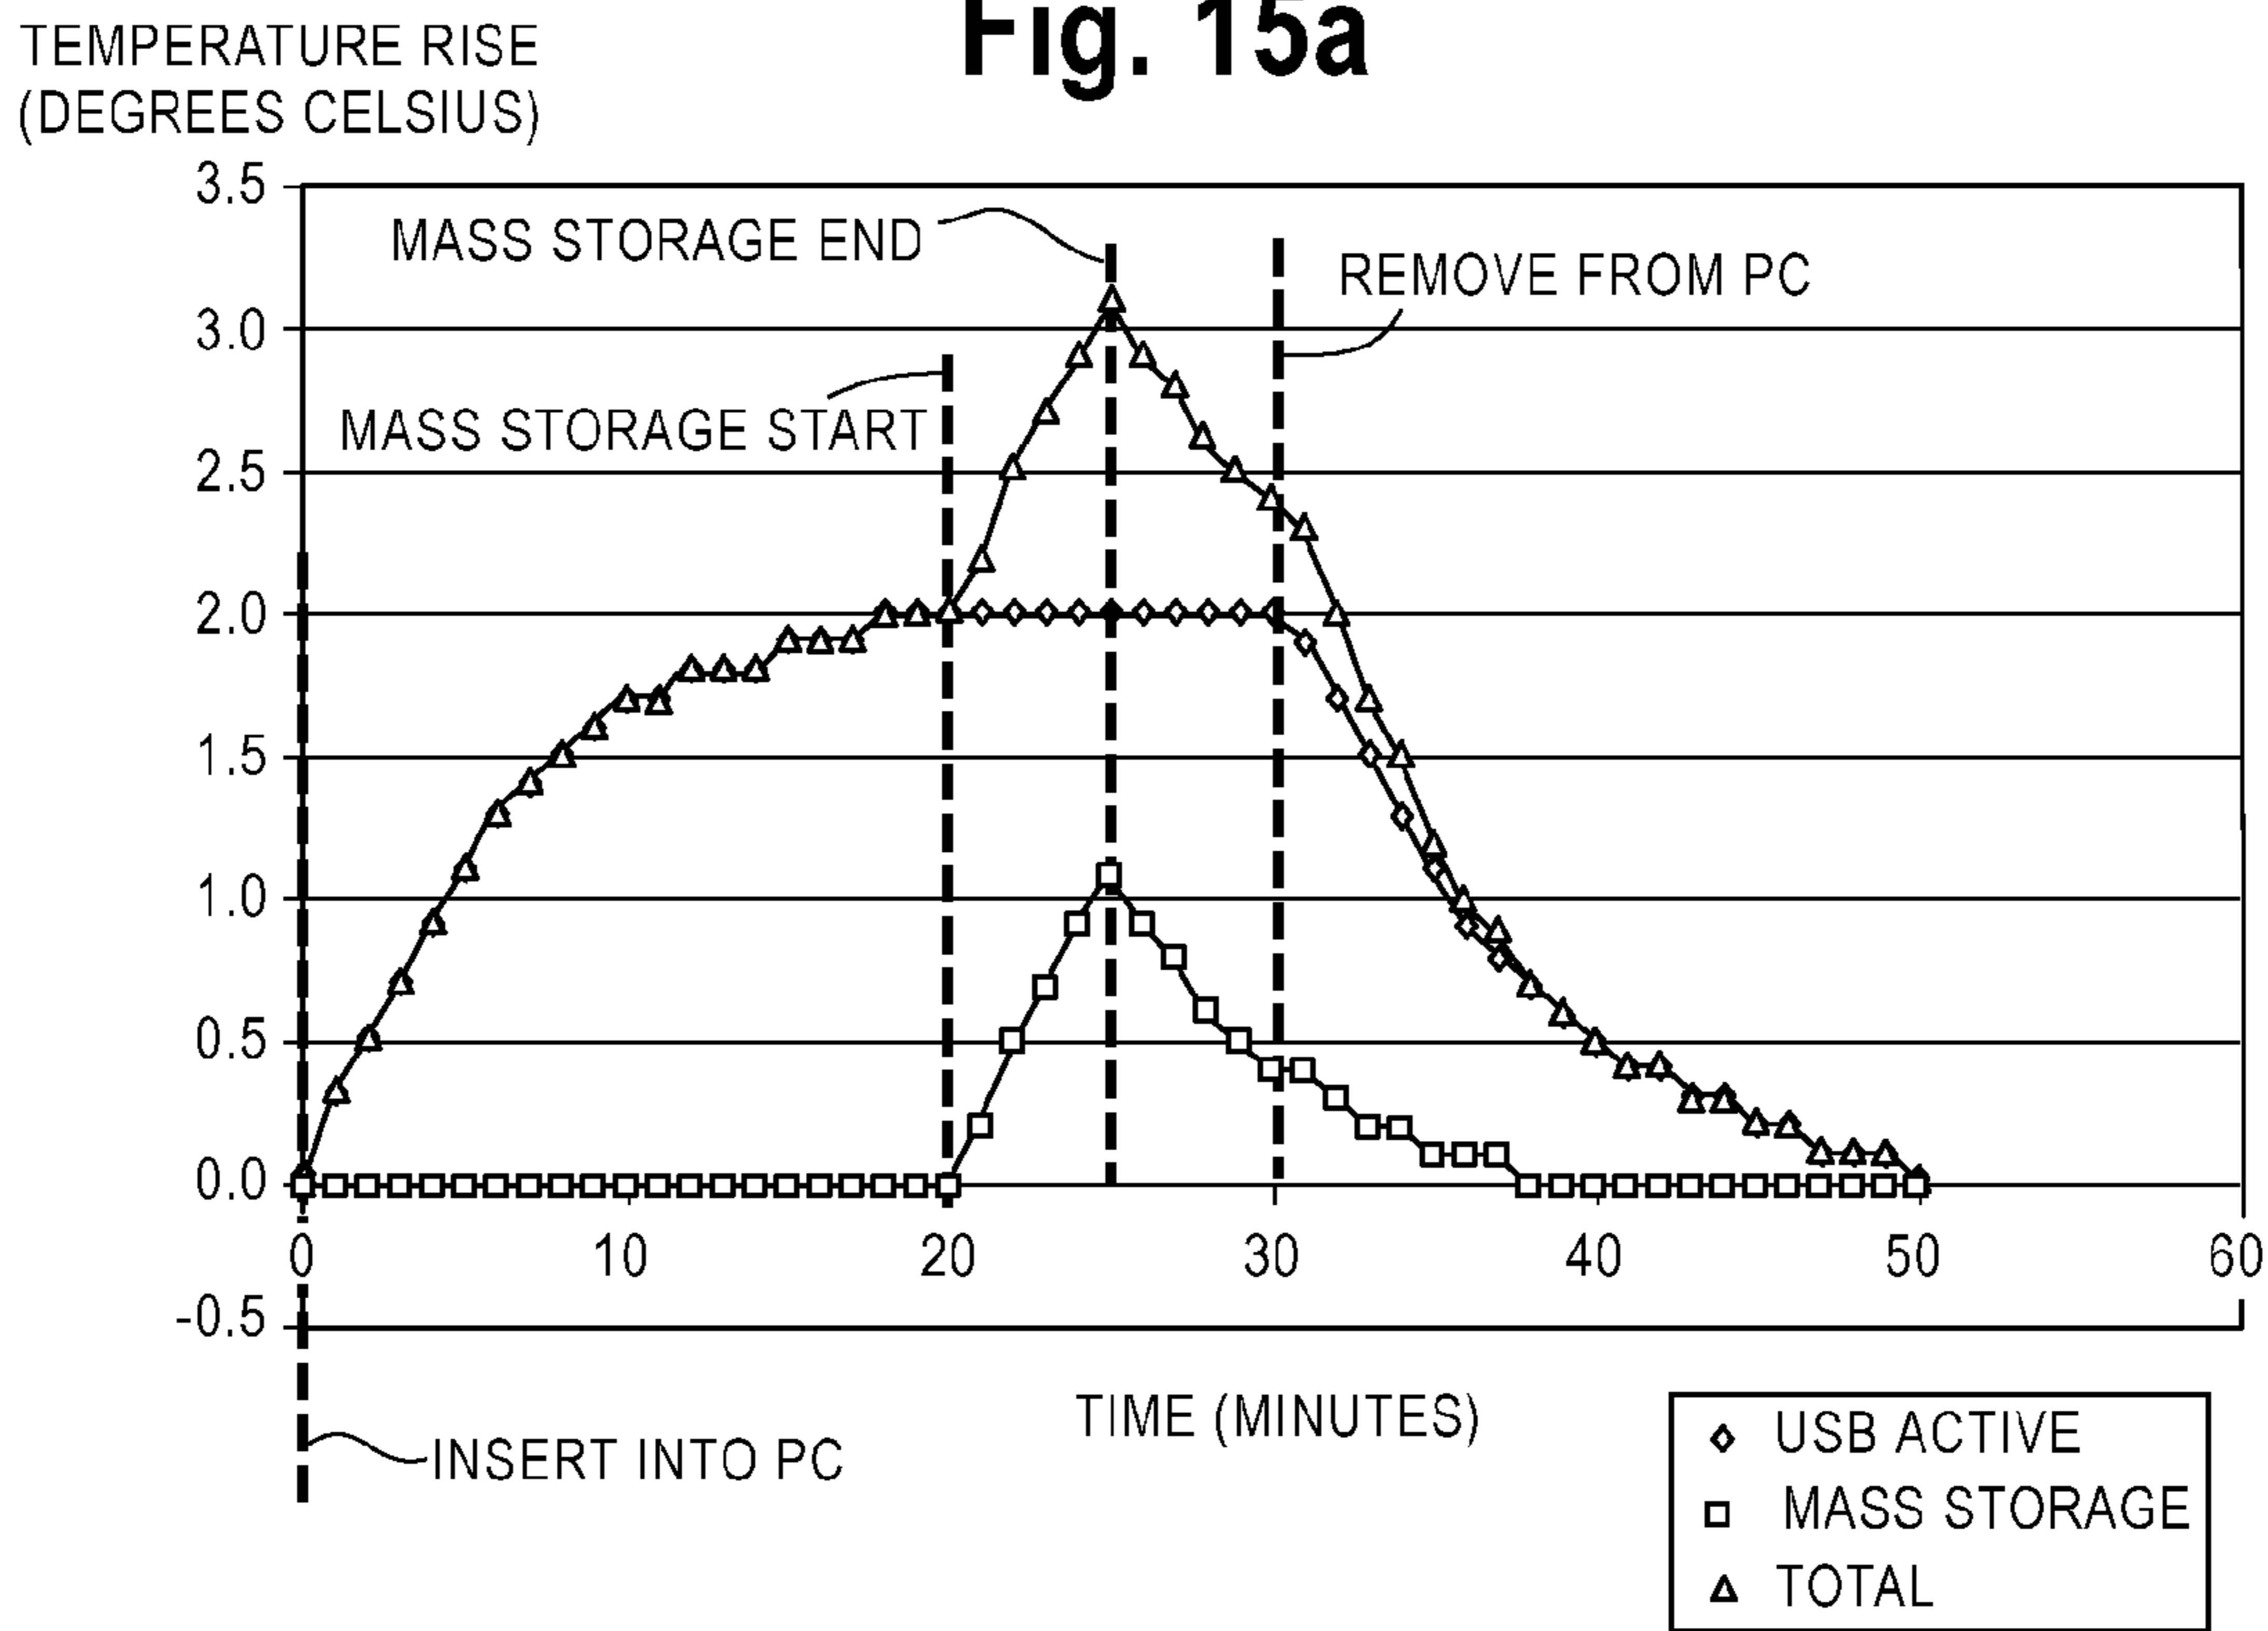 Fig. 15a
TEMPERATURE RISE
(DEGREES CELSIUS)
3.5
3.0
2.5
2.0
1.5
1.0
0.5
0.0
-0.5
MASS STORAGE END
REMOVE FROM PC
MASS STORAGE START
0
10
20
30
40
50
60
TIME (MINUTES)
INSERT INTO PC
USB ACTIVE
MASS STORAGE
TOTAL